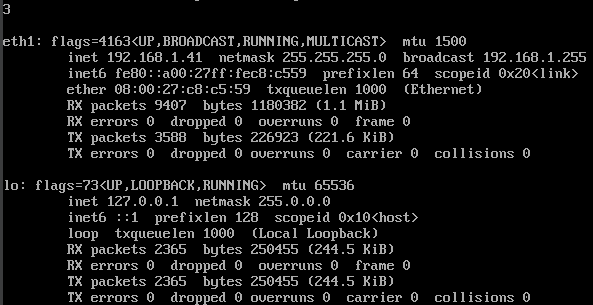 3
eth1: flags=4163<UP,BROADCAST,RUNNING,MULTICAST>  mtu 1500
        inet 192.168.1.41  netmask 255.255.255.0  broadcast 192.168.1.255
        inet6 fe80::a00:27ff:fec8:c559  prefixlen 64  scopeid 0x20<link>
        ether 08:00:27:c8:c5:59  txqueuelen 1000  (Ethernet)
        RX packets 9407  bytes 1180382 (1.1 MiB)
        RX errors 0  dropped 0  overruns 0  frame 0
        TX packets 3588  bytes 226923 (221.6 KiB)
        TX errors 0  dropped 0 overruns 0  carrier 0  collisions 0
lo: flags=73<UP,LOOPBACK,RUNNING>  mtu 65536
        inet 127.0.0.1  netmask 255.0.0.0
        inet6 ::1  prefixlen 128  scopeid 0x10<host>
        loop  txqueuelen 1000  (Local Loopback)
        RX packets 2365  bytes 250455 (244.5 KiB)
        RX errors 0  dropped 0  overruns 0  frame 0
        TX packets 2365  bytes 250455 (244.5 KiB)
        TX errors 0  dropped 0 overruns 0  carrier 0  collisions 0